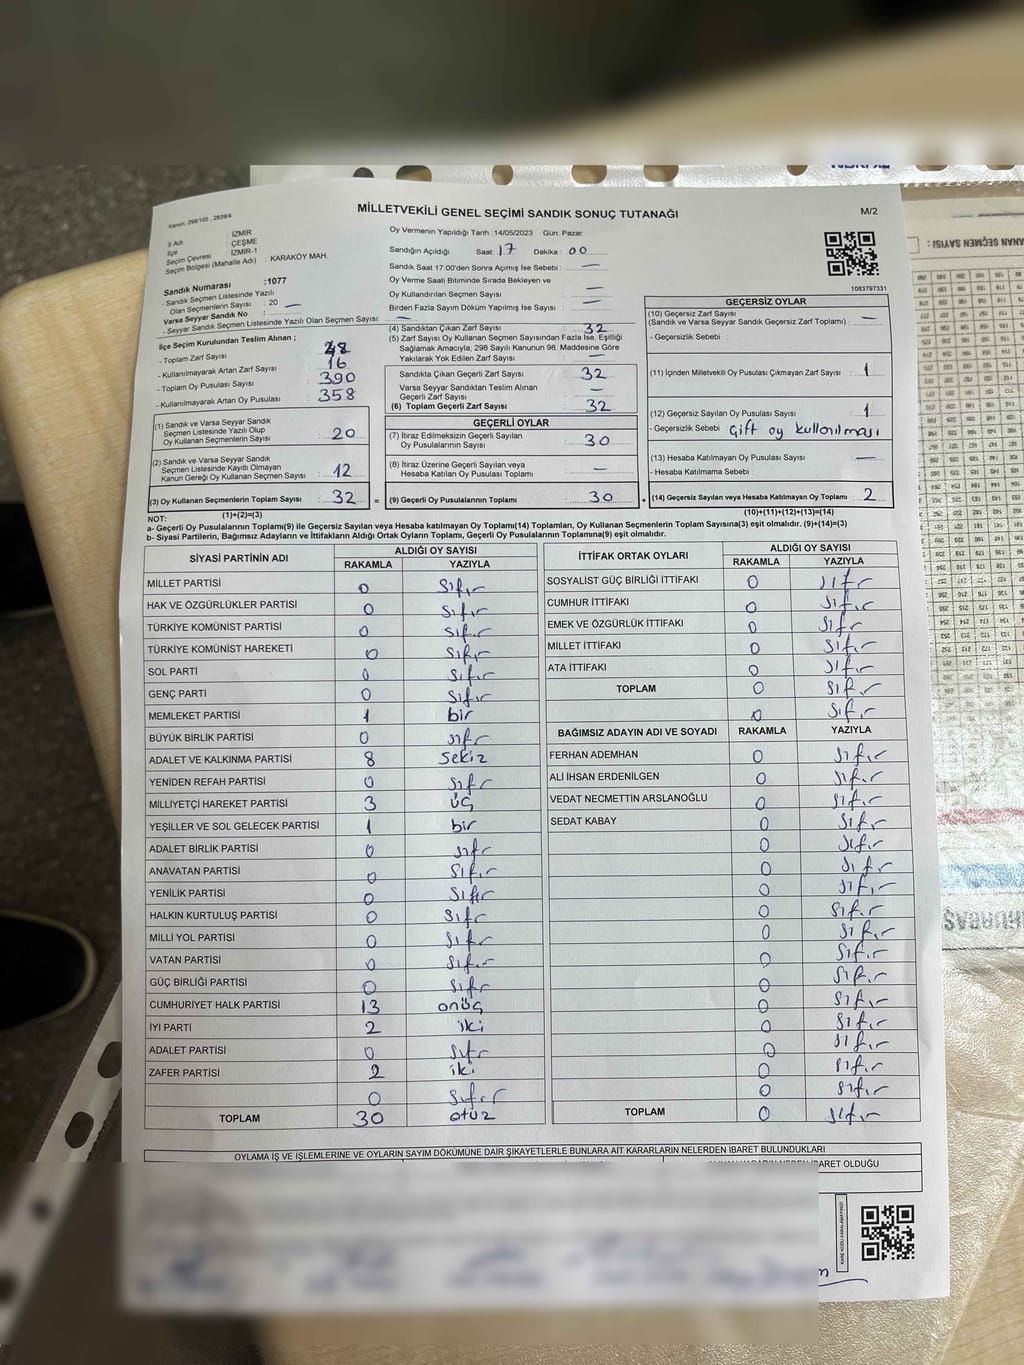 MİLLETVEKİLİ GENEL SEÇİMİ SANDIK SONUÇ TUTANAĞI
M/2
Kanun: 298/105 , 2839/4
İl Adı : İZMİR
İlçe : ÇEŞME
Seçim Çevresi : İZMİR-1
Seçim Bölgesi (Mahalle Adı) : KARAKÖY MAH.
Sandık Numarası :1077
- Sandık Seçmen Listesinde Yazılı
Olan Seçmenlerin Sayısı : 20 —
Varsa Seyyar Sandık No : —
- Seyyar Sandık Seçmen Listesinde Yazılı Olan Seçmen Sayısı: —
İlçe Seçim Kurulundan Teslim Alınan ;
- Toplam Zarf Sayısı : 48
- Kullanılmayarak Artan Zarf Sayısı : 16
- Toplam Oy Pusulası Sayısı : 390
- Kullanılmayarak Artan Oy Pusulası : 358
(1) Sandık ve Varsa Seyyar Sandık
Seçmen Listesinde Yazılı Olup
Oy Kullanan Seçmenlerin Sayısı : 20
(2) Sandık ve Varsa Seyyar Sandık
Seçmen Listesinde Kayıtlı Olmayan
Kanun Gereği Oy Kullanan Seçmen Sayısı : 12
(3) Oy Kullanan Seçmenlerin Toplam Sayısı : 32 =
(1)+(2)=(3)
Oy Vermenin Yapıldığı Tarih :14/05/2023 Gün: Pazar
Sandığın Açıldığı Saat: 17 Dakika : 00
Sandık Saat 17:00'den Sonra Açımış İse Sebebi : —
Oy Verme Saati Bitiminde Sırada Bekleyen ve
Oy Kullandırılan Seçmen Sayısı : —
Birden Fazla Sayım Döküm Yapılmış İse Sayısı : —
(4) Sandıktan Çıkan Zarf Sayısı : 32
(5) Zarf Sayısı Oy Kullanan Seçmen Sayısından Fazla İse, Eşitliği
Sağlamak Amacıyla, 298 Sayılı Kanunun 98. Maddesine Göre
Yakılarak Yok Edilen Zarf Sayısı : —
Sandıkta Çıkan Geçerli Zarf Sayısı : 32
Varsa Seyyar Sandıktan Teslim Alınan
Geçerli Zarf Sayısı : —
(6) Toplam Geçerli Zarf Sayısı : 32
GEÇERLİ OYLAR
(7) İtiraz Edilmeksizin Geçerli Sayılan
Oy Pusulalarının Sayısı : 30
(8) İtiraz Üzerine Geçerli Sayılan veya
Hesaba Katılan Oy Pusulası Toplamı : —
(9) Geçerli Oy Pusulalarının Toplamı : 30 +
1083797331
GEÇERSİZ OYLAR
(10) Geçersiz Zarf Sayısı
(Sandık ve Varsa Seyyar Sandık Geçersiz Zarf Toplamı) : —
- Geçersizlik Sebebi :
(11) İçinden Milletvekili Oy Pusulası Çıkmayan Zarf Sayısı : 1
(12) Geçersiz Sayılan Oy Pusulası Sayısı : 1
- Geçersizlik Sebebi : Çift oy kullanılması
(13) Hesaba Katılmayan Oy Pusulası Sayısı : —
- Hesaba Katılmama Sebebi :
(14) Geçersiz Sayılan veya Hesaba Katılmayan Oy Toplamı : 2
(10)+(11)+(12)+(13)=(14)
NOT:
a- Geçerli Oy Pusulalarının Toplamı(9) ile Geçersiz Sayılan veya Hesaba katılmayan Oy Toplamı(14) Toplamları, Oy Kullanan Seçmenlerin Toplam Sayısına(3) eşit olmalıdır. (9)+(14)=(3)
b- Siyasi Partilerin, Bağımsız Adayların ve İttifakların Aldığı Ortak Oyların Toplamı, Geçerli Oy Pusulalarının Toplamına(9) eşit olmalıdır.
SİYASİ PARTİNİN ADI ALDIĞI OY SAYISI
RAKAMLA YAZIYLA
MİLLET PARTİSİ 0 Sıfır
HAK VE ÖZGÜRLÜKLER PARTİSİ 0 Sıfır
TÜRKİYE KOMÜNİST PARTİSİ 0 Sıfır
TÜRKİYE KOMÜNİST HAREKETİ 0 Sıfır
SOL PARTİ 0 Sıfır
GENÇ PARTİ 0 Sıfır
MEMLEKET PARTİSİ 1 bir
BÜYÜK BİRLİK PARTİSİ 0 sıfır
ADALET VE KALKINMA PARTİSİ 8 Sekiz
YENİDEN REFAH PARTİSİ 0 Sıfır
MİLLİYETÇİ HAREKET PARTİSİ 3 üç
YEŞİLLER VE SOL GELECEK PARTİSİ 1 bir
ADALET BİRLİK PARTİSİ 0 sıfır
ANAVATAN PARTİSİ 0 Sıfır
YENİLİK PARTİSİ 0 Sıfır
HALKIN KURTULUŞ PARTİSİ 0 Sıfır
MİLLİ YOL PARTİSİ 0 Sıfır
VATAN PARTİSİ 0 Sıfır
GÜÇ BİRLİĞİ PARTİSİ 0 Sıfır
CUMHURİYET HALK PARTİSİ 13 onüç
İYİ PARTİ 2 iki
ADALET PARTİSİ 0 Sıfır
ZAFER PARTİSİ 2 iki
0 Sıfır
TOPLAM 30 otuz
İTTİFAK ORTAK OYLARI ALDIĞI OY SAYISI
RAKAMLA YAZIYLA
SOSYALİST GÜÇ BİRLİĞİ İTTİFAKI 0 sıfır
CUMHUR İTTİFAKI 0 Sıfır
EMEK VE ÖZGÜRLÜK İTTİFAKI 0 Sıfır
MİLLET İTTİFAKI 0 Sıfır
ATA İTTİFAKI 0 Sıfır
TOPLAM 0 Sıfır
0 Sıfır
BAĞIMSIZ ADAYIN ADI VE SOYADI RAKAMLA YAZIYLA
FERHAN ADEMHAN 0 Sıfır
ALİ İHSAN ERDENİLGEN 0 Sıfır
VEDAT NECMETTİN ARSLANOĞLU 0 Sıfır
SEDAT KABAY 0 Sıfır
0 Sıfır
0 Sıfır
0 Sıfır
0 Sıfır
0 Sıfır
0 Sıfır
0 Sıfır
0 Sıfır
0 Sıfır
0 Sıfır
0 Sıfır
0 Sıfır
TOPLAM 0 Sıfır
OYLAMA İŞ VE İŞLEMLERİNE VE OYLARIN SAYIM DÖKÜMÜNE DAİR ŞİKAYETLERLE BUNLARA AİT KARARLARIN NELERDEN İBARET BULUNDUKLARI
KARE KODU KARALAMAYINIZ!